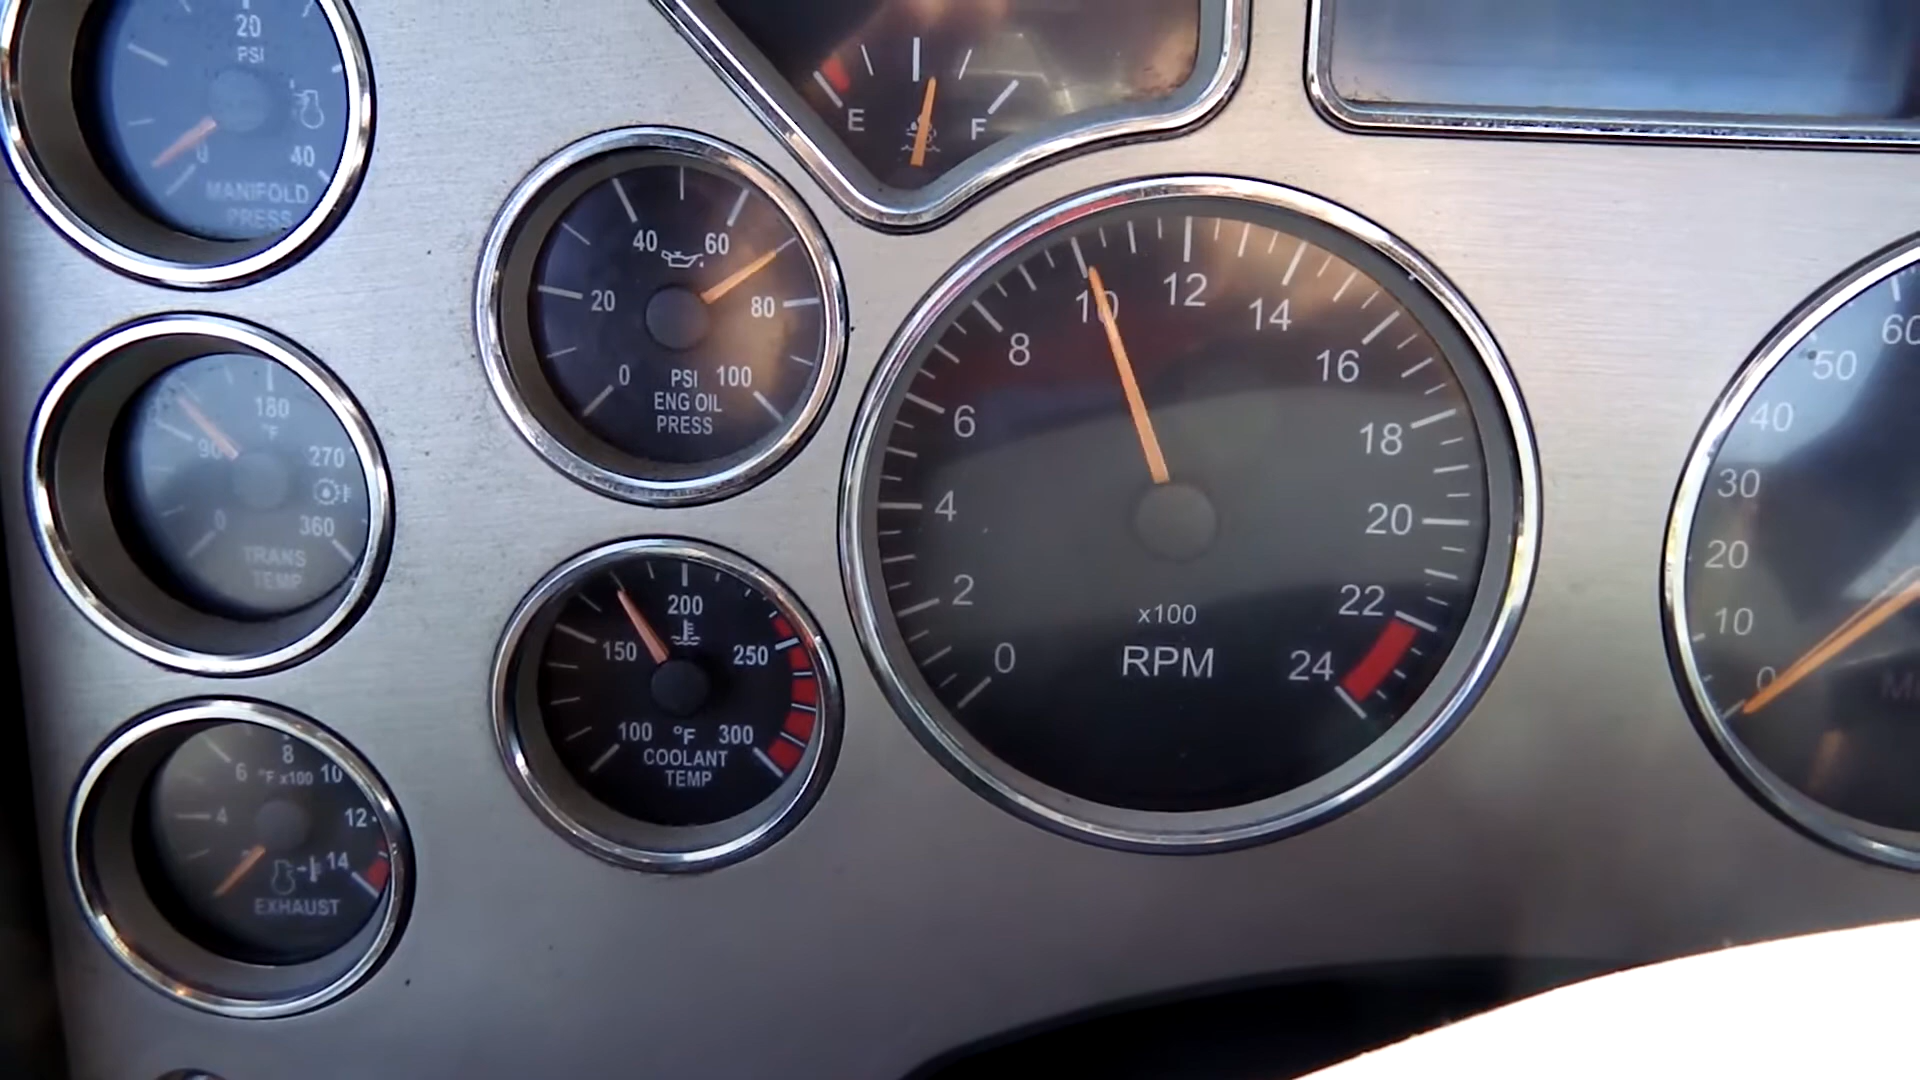 20
PSI
0
40
MANIFOLD
PRESS
E
F
40
60
20
80
0
100
PSI
ENG OIL
PRESS
180
°F
90
270
0
360
TRANS
TEMP
200
150
250
100
°F
300
COOLANT
TEMP
8
6
°F x100
10
4
12
14
EXHAUST
12
10
14
8
16
6
18
4
20
2
22
0
24
x100
RPM
60
50
40
30
20
10
0